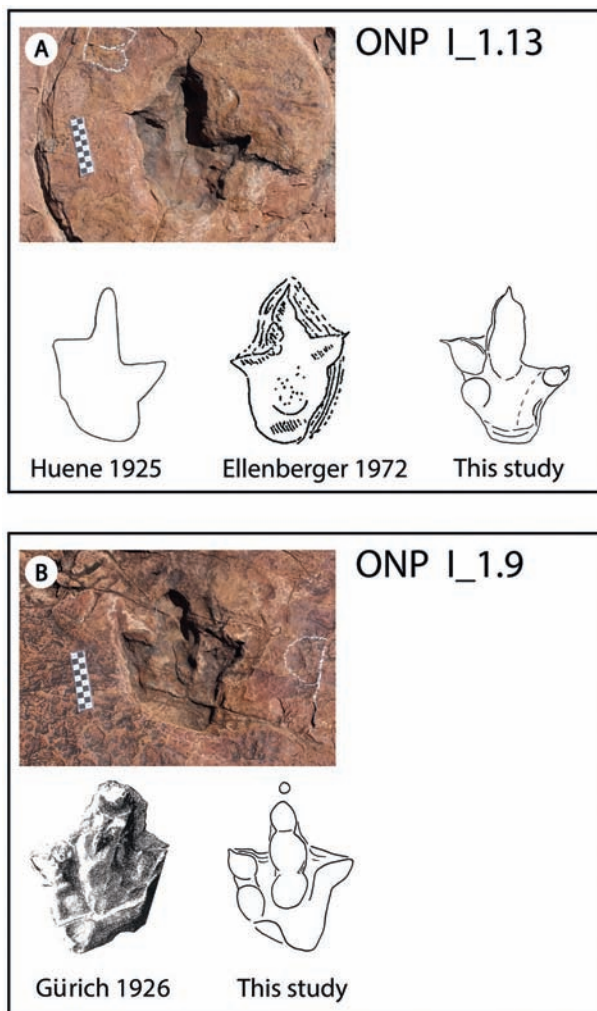 A
ONP I_1.13
Huene 1925
Ellenberger 1972
This study
B
ONP I_1.9
Gürich 1926
This study